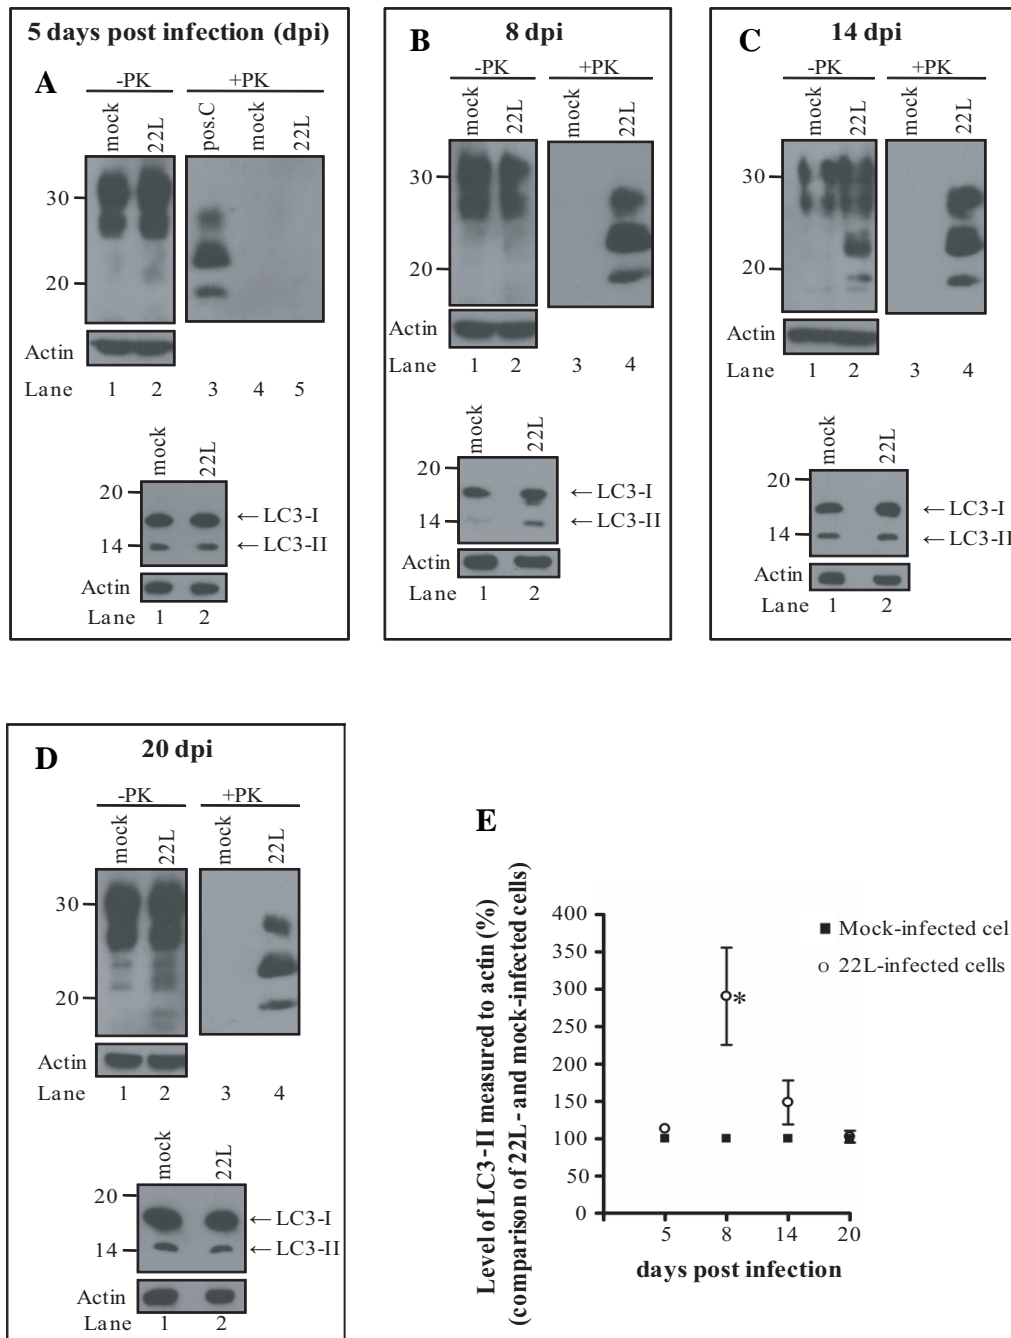 5 days post infection (dpi)
A
-PK +PK
mock 22L pos.C mock 22L
30
20
Actin
Lane 1 2 3 4 5
mock 22L
20
14
← LC3-I
← LC3-II
Actin
Lane 1 2
8 dpi
B
-PK +PK
mock 22L mock 22L
30
20
Actin
Lane 1 2 3 4
mock 22L
20
14
← LC3-I
← LC3-II
Actin
Lane 1 2
14 dpi
C
-PK +PK
mock 22L mock 22L
30
20
Actin
Lane 1 2 3 4
mock 22L
20
14
← LC3-I
← LC3-II
Actin
Lane 1 2
20 dpi
D
-PK +PK
mock 22L mock 22L
30
20
Actin
Lane 1 2 3 4
mock 22L
20
14
← LC3-I
← LC3-II
Actin
Lane 1 2
E
Level of LC3-II measured to actin (%)
(comparison of 22L- and mock-infected cells)
400
350
300
250
200
150
100
50
0
*
5 8 14 20
days post infection
Mock-infected cel
22L-infected cells